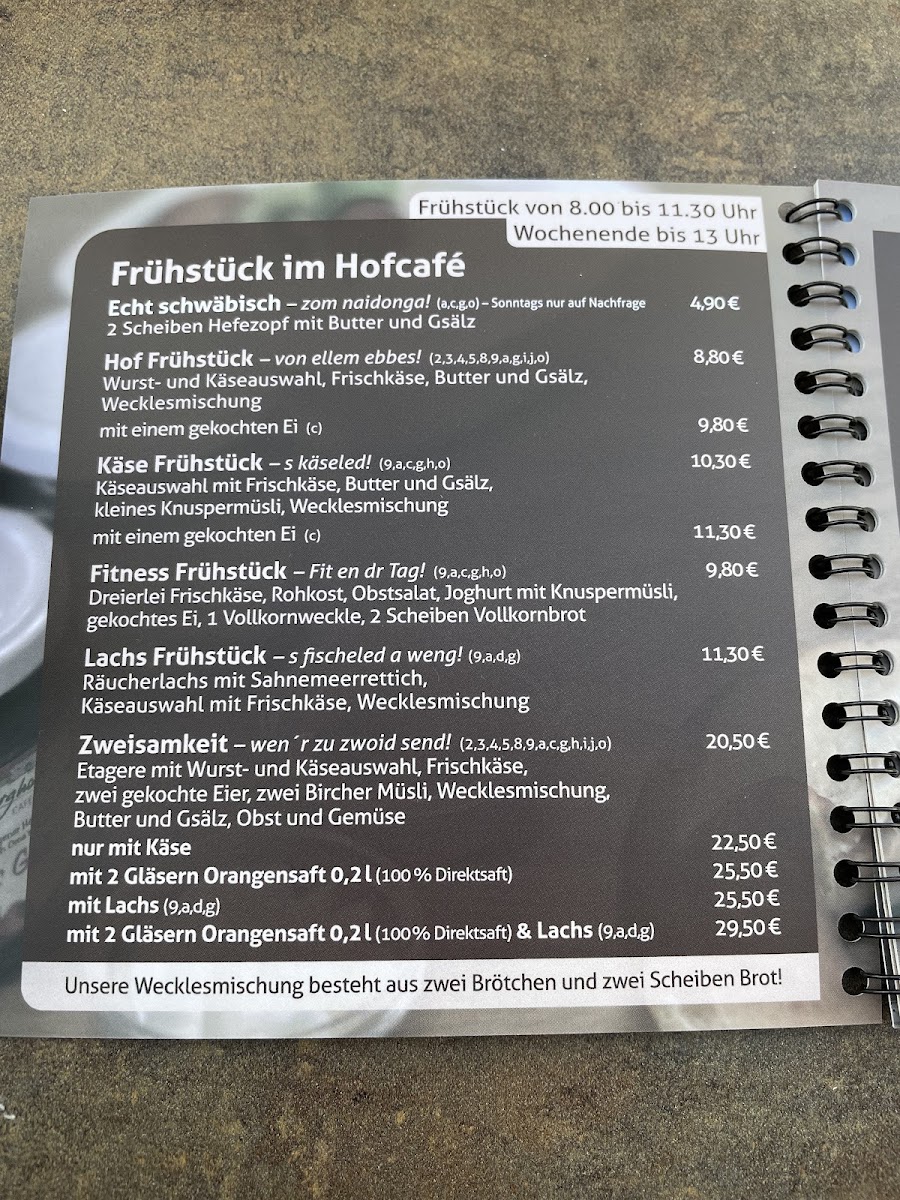 Frühstück von 8.00 bis 11.30 Uhr
Wochenende bis 13 Uhr
Frühstück im Hofcafé
Echt schwäbisch – zom naidonga! (a,c,g,o) – Sonntags nur auf Nachfrage 4,90 €
2 Scheiben Hefezopf mit Butter und Gsälz
Hof Frühstück – von ellem ebbes! (2,3,4,5,8,9,a,g,i,j,o) 8,80 €
Wurst- und Käseauswahl, Frischkäse, Butter und Gsälz,
Wecklesmischung
mit einem gekochten Ei (c) 9,80 €
Käse Frühstück – s käseled! (9,a,c,g,h,o) 10,30 €
Käseauswahl mit Frischkäse, Butter und Gsälz,
kleines Knuspermüsli, Wecklesmischung
mit einem gekochten Ei (c) 11,30 €
Fitness Frühstück – Fit en dr Tag! (9,a,c,g,h,o) 9,80 €
Dreierlei Frischkäse, Rohkost, Obstsalat, Joghurt mit Knuspermüsli,
gekochtes Ei, 1 Vollkornweckle, 2 Scheiben Vollkornbrot
Lachs Frühstück – s fischeled a weng! (9,a,d,g) 11,30 €
Räucherlachs mit Sahnemeerrettich,
Käseauswahl mit Frischkäse, Wecklesmischung
Zweisamkeit – wen´r zu zwoid send! (2,3,4,5,8,9,a,c,g,h,i,j,o) 20,50 €
Etagere mit Wurst- und Käseauswahl, Frischkäse,
zwei gekochte Eier, zwei Bircher Müsli, Wecklesmischung,
Butter und Gsälz, Obst und Gemüse
nur mit Käse 22,50 €
mit 2 Gläsern Orangensaft 0,2 l (100 % Direktsaft) 25,50 €
mit Lachs (9,a,d,g) 25,50 €
mit 2 Gläsern Orangensaft 0,2 l (100 % Direktsaft) & Lachs (9,a,d,g) 29,50 €
Unsere Wecklesmischung besteht aus zwei Brötchen und zwei Scheiben Brot!